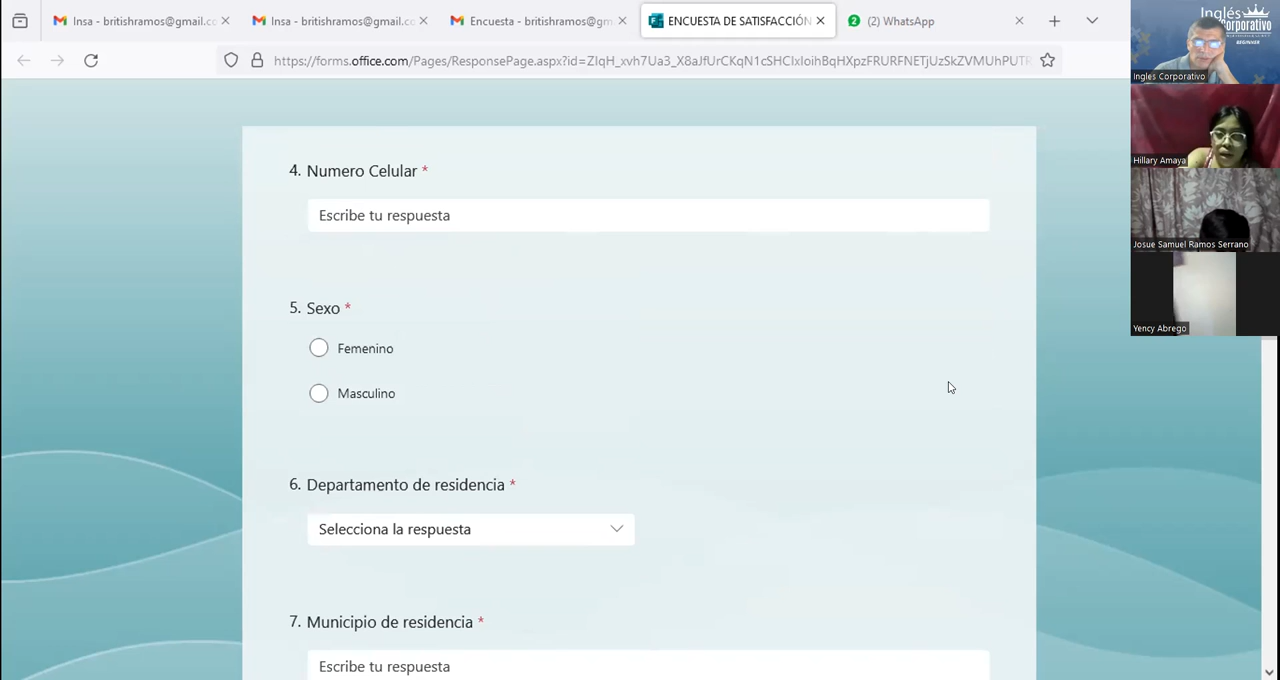 Insa - britishramos@gmail.co
Insa - britishramos@gmail.co
Encuesta - britishramos@gm
ENCUESTA DE SATISFACCIÓN
2
(2) WhatsApp
https://forms.office.com/Pages/ResponsePage.aspx?id=
4. Numero Celular *
Escribe tu respuesta
5. Sexo *
Femenino
Masculino
6. Departamento de residencia *
Selecciona la respuesta
7. Municipio de residencia *
Escribe tu respuesta
Inglés
Corporativo
BEGINNER
Ingles Corporativo
Hillary Amaya
Josue Samuel Ramos Serrano
Yency Abrego